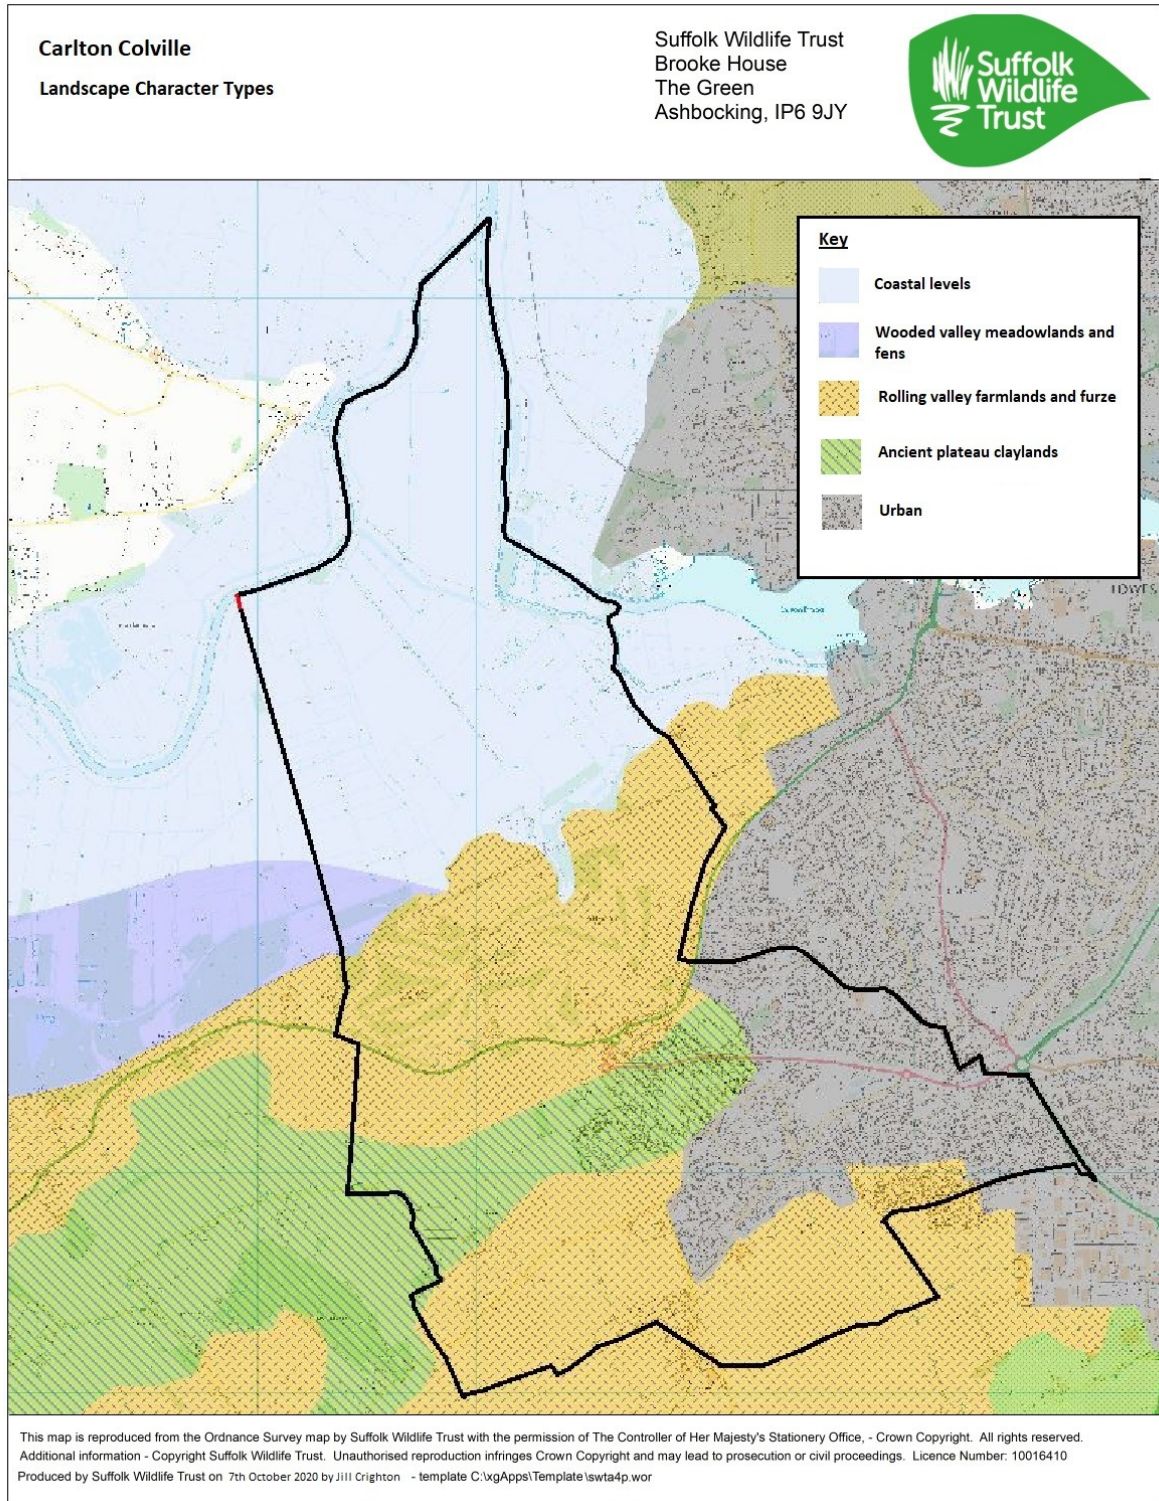 Carlton Colville
Landscape Character Types
Suffolk Wildlife Trust
Brooke House
The Green
Ashbocking, IP6 9JY
Suffolk
Wildlife
Trust
Key
Coastal levels
Wooded valley meadowlands and
fens
Rolling valley farmlands and furze
Ancient plateau claylands
Urban
This map is reproduced from the Ordnance Survey map by Suffolk Wildlife Trust with the permission of The Controller of Her Majesty's Stationery Office, - Crown Copyright. All rights reserved.
Additional information - Copyright Suffolk Wildlife Trust. Unauthorised reproduction infringes Crown Copyright and may lead to prosecution or civil proceedings. Licence Number: 10016410
Produced by Suffolk Wildlife Trust on 7th October 2020 by Jill Crighton - template C:\xgApps\Template\swta4p.wor